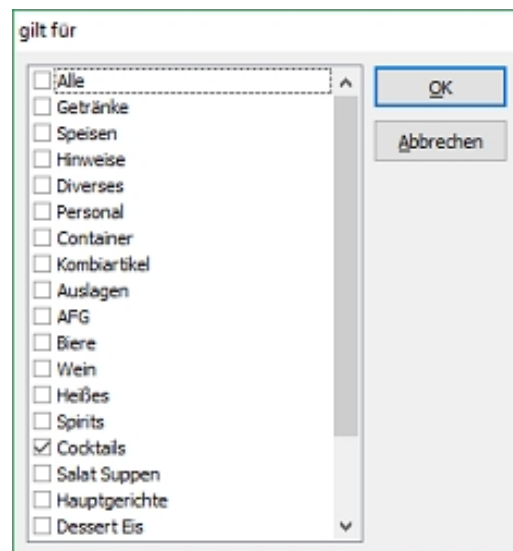 gilt für
Alle
Getränke
Speisen
Hinweise
Diverses
Personal
Container
Kombiartikel
Auslagen
AFG
Biere
Wein
Heißes
Spirits
Cocktails
Salat Suppen
Hauptgerichte
Dessert Eis
OK
Abbrechen